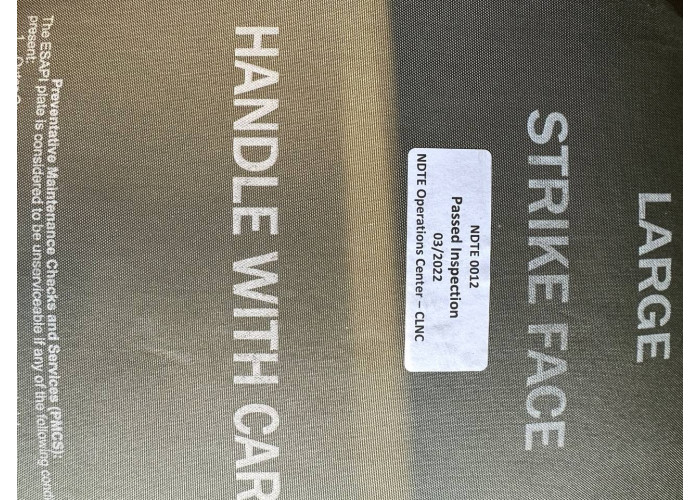 LARGE
STRIKE FACE
NDTE 0012
Passed Inspection
03/2022
NDTE Operations Center – CLNC
HANDLE WITH CAR
Preventative Maintenance Checks and Services (PMCS):
The ESAPI plate is considered to be unserviceable if any of the following condi
present: